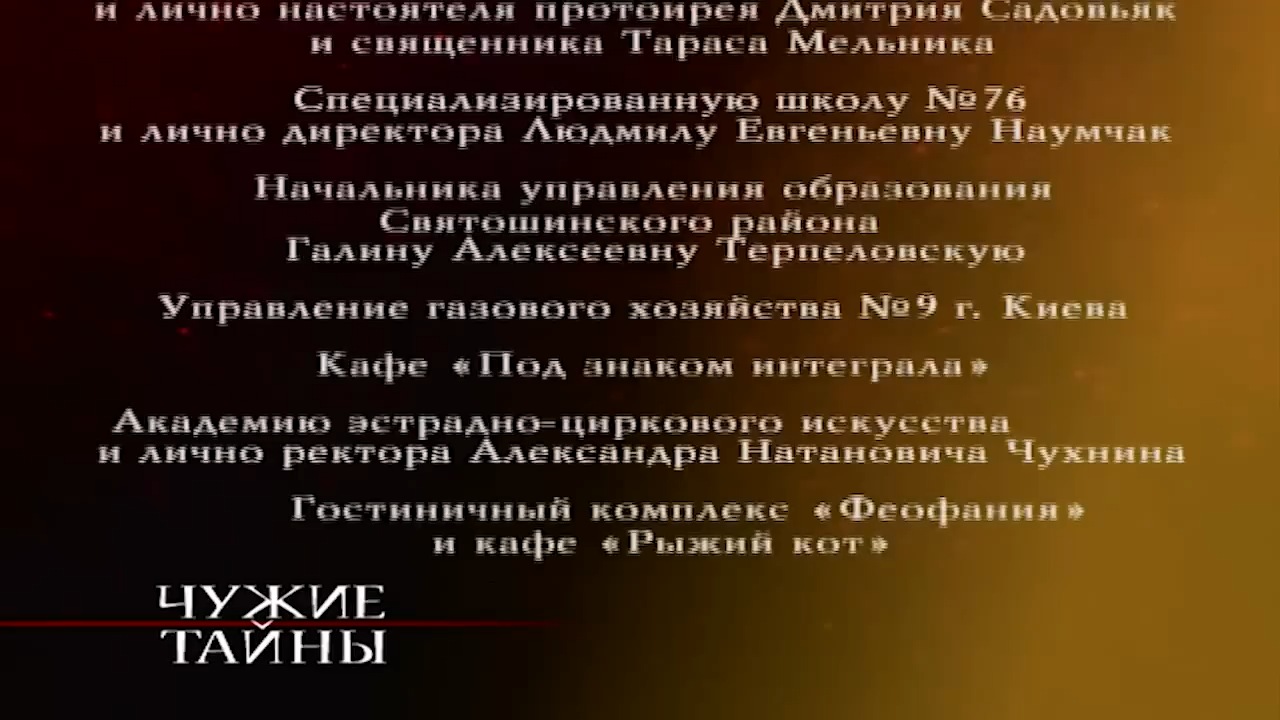 и лично настоятеля протоирея Дмитрия Садовьяк
и священника Тараса Мельника
Специализированную школу №76
и лично директора Людмилу Евгеньевну Наумчак
Начальника управления образования
Святошинского района
Галину Алексеевну Терпеловскую
Управление газового хозяйства №9 г. Киева
Кафе «Под знаком интеграла»
Академию эстрадно-циркового искусства
и лично ректора Александра Натановича Чухнина
Гостиничный комплекс «Феофания»
и кафе «Рыжий кот»
ЧУЖИЕ
ТАЙНЫ